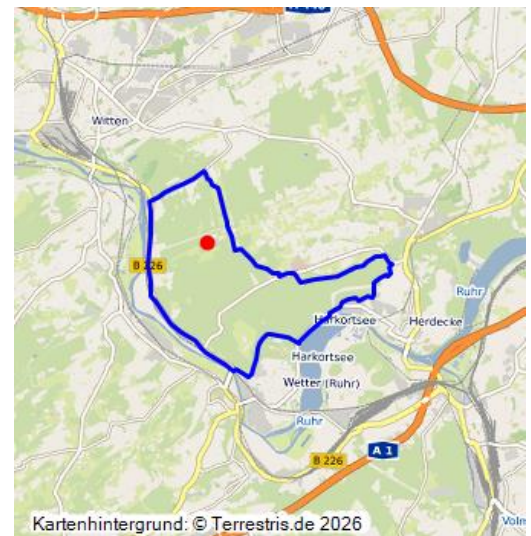 Witten
B 226
Ruhr
Harkortsee
Herdecke
Harkortsee
Wetter (Ruhr)
Ruhr
A 1
B 226
Kartenhintergrund: © Terrestris.de 2026